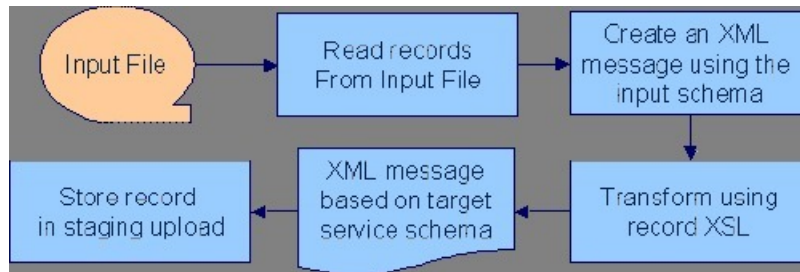 Input File
Read records
From Input File
Create an XML
message using the
input schema
Transform using
record XSL
XML message
based on target
service schema
Store record
in staging upload